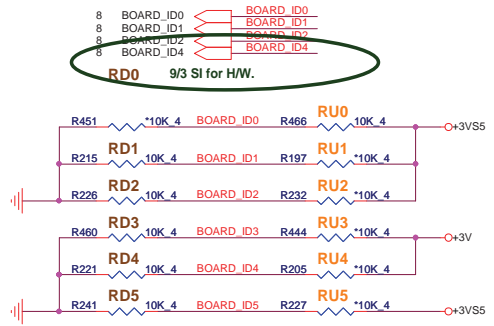 8 BOARD_ID0 BOARD_ID0
8 BOARD_ID1 BOARD_ID1
8 BOARD_ID2 BOARD_ID2
8 BOARD_ID4 BOARD_ID4
RD0 9/3 SI for H/W.
RU0
R451 *10K_4 BOARD_ID0 R466 10K_4 +3VS5
RD1 RU1
R215 10K_4 BOARD_ID1 R197 *10K_4
RD2 RU2
R226 10K_4 BOARD_ID2 R232 *10K_4
RD3 RU3
R460 10K_4 BOARD_ID3 R444 *10K_4 +3V
RD4 RU4
R221 10K_4 BOARD_ID4 R205 *10K_4
RD5 RU5
R241 10K_4 BOARD_ID5 R227 *10K_4 +3VS5